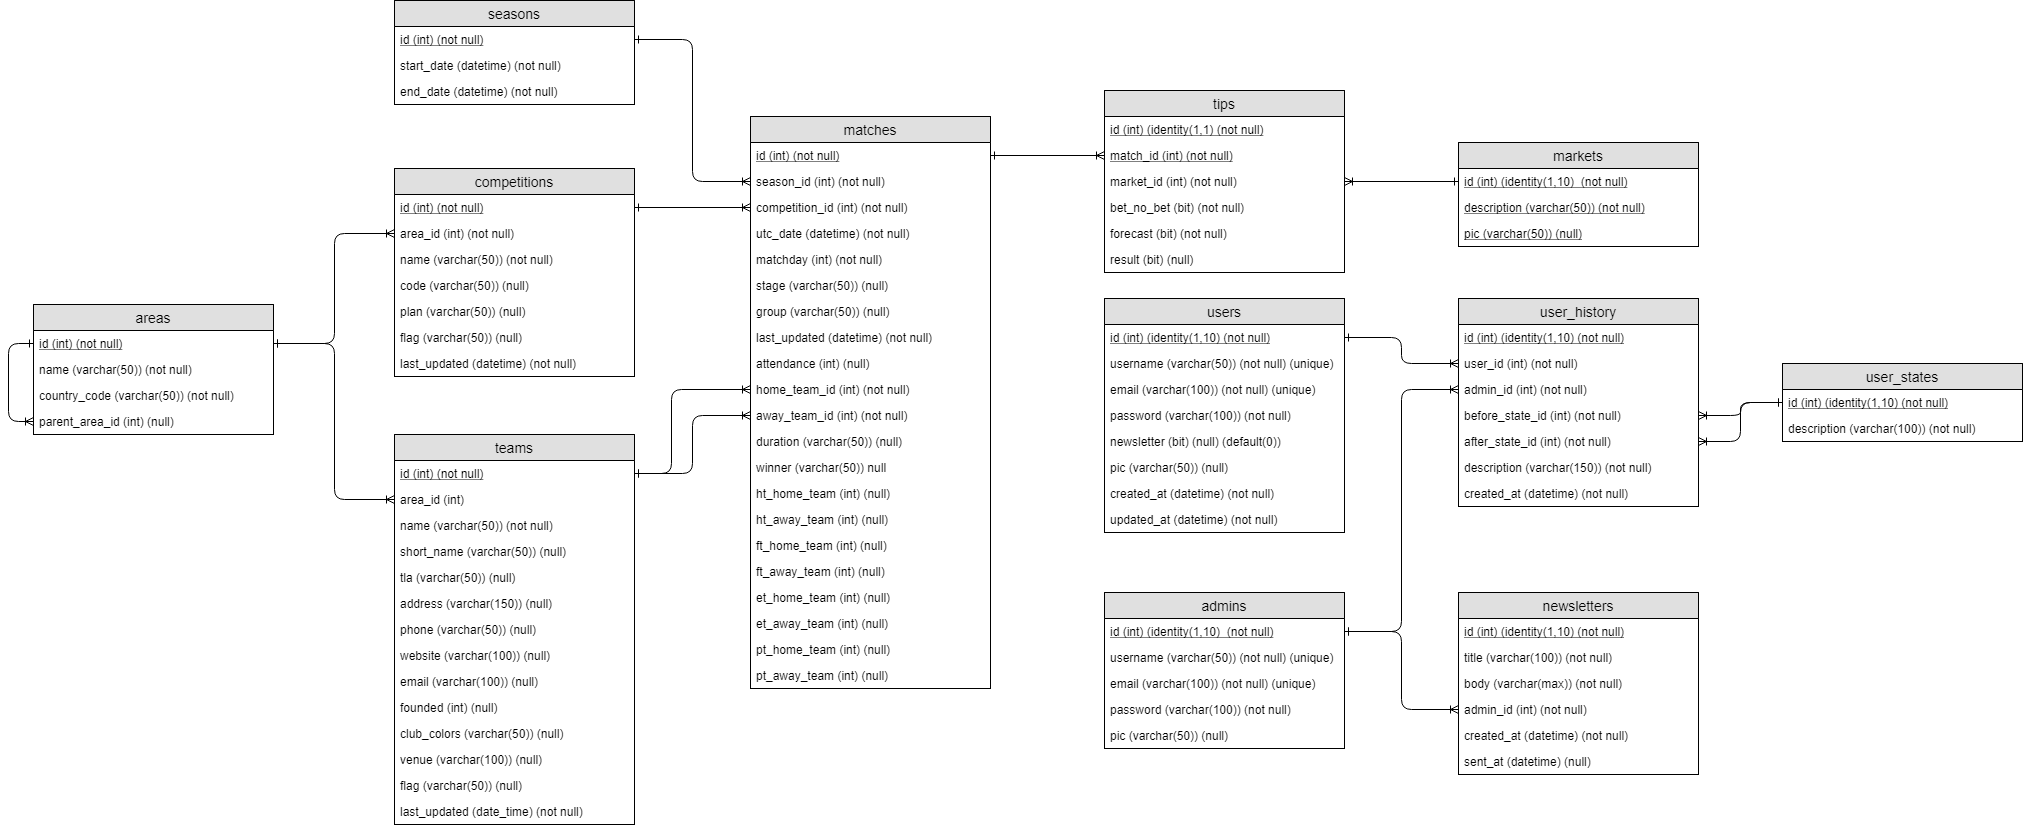 seasons
id (int) (not null)
start_date (datetime) (not null)
end_date (datetime) (not null)
competitions
id (int) (not null)
area_id (int) (not null)
name (varchar(50)) (not null)
code (varchar(50)) (null)
plan (varchar(50)) (null)
flag (varchar(50)) (null)
last_updated (datetime) (not null)
areas
id (int) (not null)
name (varchar(50)) (not null)
country_code (varchar(50)) (not null)
parent_area_id (int) (null)
teams
id (int) (not null)
area_id (int)
name (varchar(50)) (not null)
short_name (varchar(50)) (null)
tla (varchar(50)) (null)
address (varchar(150)) (null)
phone (varchar(50)) (null)
website (varchar(100)) (null)
email (varchar(100)) (null)
founded (int) (null)
club_colors (varchar(50)) (null)
venue (varchar(100)) (null)
flag (varchar(50)) (null)
last_updated (date_time) (not null)
matches
id (int) (not null)
season_id (int) (not null)
competition_id (int) (not null)
utc_date (datetime) (not null)
matchday (int) (not null)
stage (varchar(50)) (null)
group (varchar(50)) (null)
last_updated (datetime) (not null)
attendance (int) (null)
home_team_id (int) (not null)
away_team_id (int) (not null)
duration (varchar(50)) (null)
winner (varchar(50)) null
ht_home_team (int) (null)
ht_away_team (int) (null)
ft_home_team (int) (null)
ft_away_team (int) (null)
et_home_team (int) (null)
et_away_team (int) (null)
pt_home_team (int) (null)
pt_away_team (int) (null)
tips
id (int) (identity(1,1) (not null)
match_id (int) (not null)
market_id (int) (not null)
bet_no_bet (bit) (not null)
forecast (bit) (not null)
result (bit) (null)
markets
id (int) (identity(1,10)  (not null)
description (varchar(50)) (not null)
pic (varchar(50)) (null)
users
id (int) (identity(1,10) (not null)
username (varchar(50)) (not null) (unique)
email (varchar(100)) (not null) (unique)
password (varchar(100)) (not null)
newsletter (bit) (null) (default(0))
pic (varchar(50)) (null)
created_at (datetime) (not null)
updated_at (datetime) (not null)
user_history
id (int) (identity(1,10) (not null)
user_id (int) (not null)
admin_id (int) (not null)
before_state_id (int) (not null)
after_state_id (int) (not null)
description (varchar(150)) (not null)
created_at (datetime) (not null)
user_states
id (int) (identity(1,10) (not null)
description (varchar(100)) (not null)
admins
id (int) (identity(1,10)  (not null)
username (varchar(50)) (not null) (unique)
email (varchar(100)) (not null) (unique)
password (varchar(100)) (not null)
pic (varchar(50)) (null)
newsletters
id (int) (identity(1,10) (not null)
title (varchar(100)) (not null)
body (varchar(max)) (not null)
admin_id (int) (not null)
created_at (datetime) (not null)
sent_at (datetime) (null)